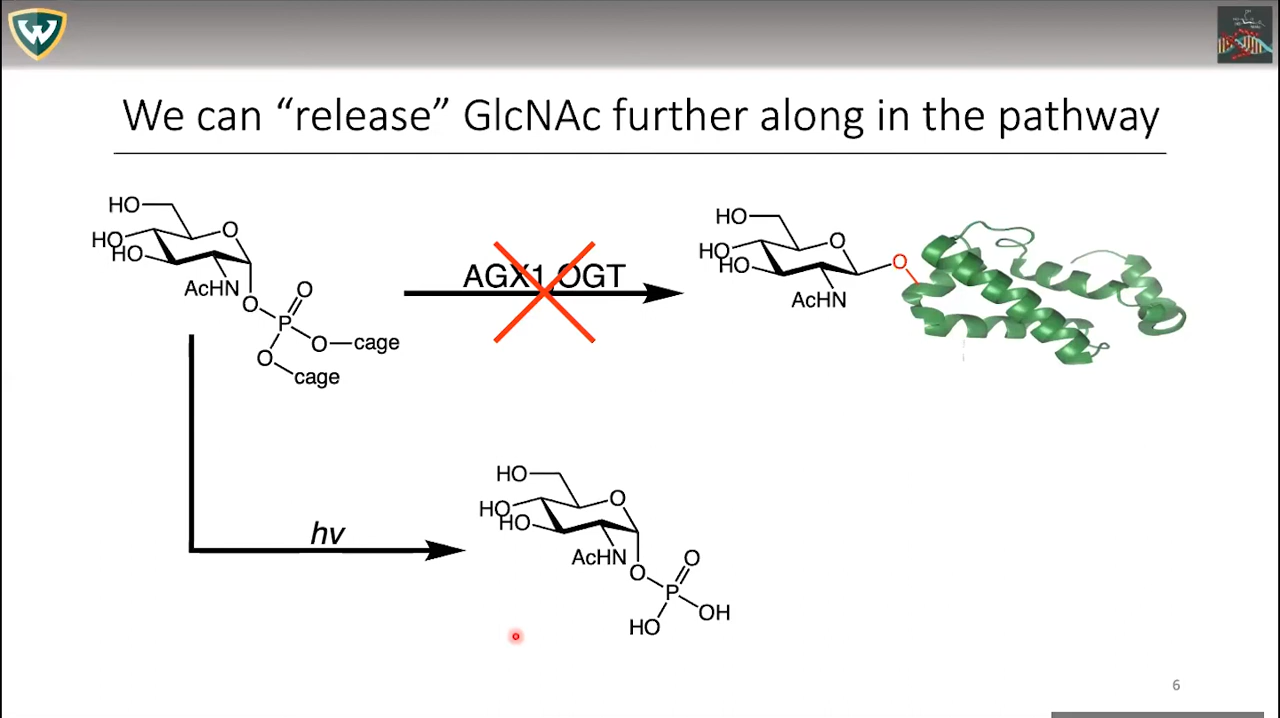 We can “release” GlcNAc further along in the pathway
HO
HO
HO
O
AcHN
O
O
P
O
cage
O
cage
AGX1,OGT
HO
HO
HO
O
AcHN
O
hν
HO
HO
HO
O
AcHN
O
O
P
OH
HO
6